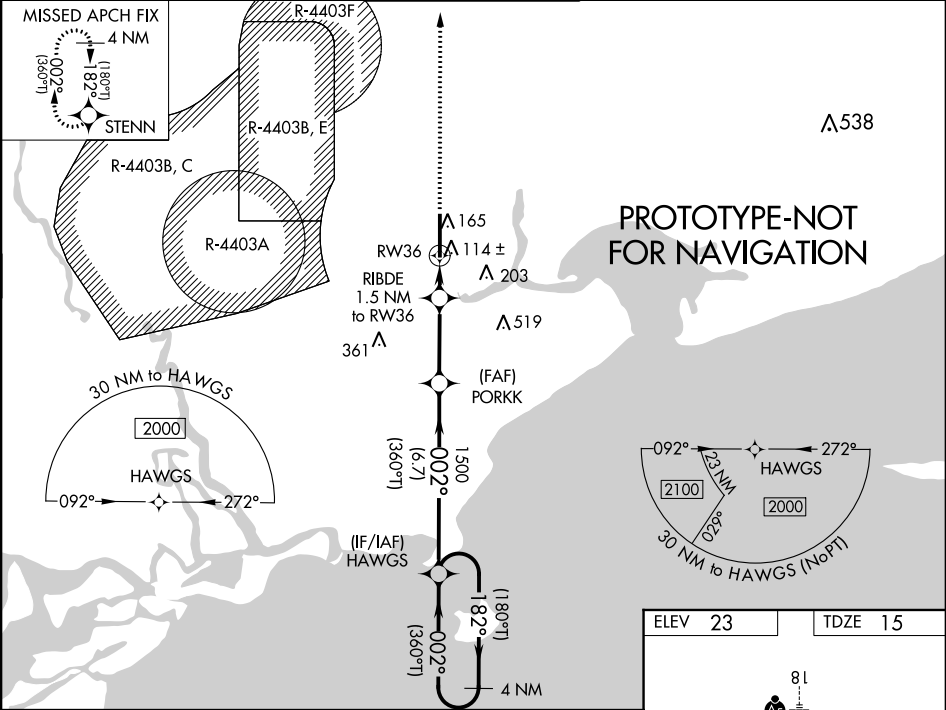 MISSED APCH FIX
4 NM
002°
(360°T)
182°
(180°T)
STENN
R-4403F
R-4403B, E
R-4403B, C
R-4403A
538
PROTOTYPE-NOT
FOR NAVIGATION
165
RW36
114 ±
203
RIBDE
1.5 NM
to RW36
519
361
(FAF)
PORKK
30 NM to HAWGS
2000
HAWGS
092°
272°
1500
002°
(6.7)
(360°T)
092°
272°
HAWGS
23 NM
2100
2000
029°
30 NM to HAWGS (NoPT)
(IF/IAF)
HAWGS
182°
(180°T)
002°
(360°T)
4 NM
ELEV 23
TDZE 15
18